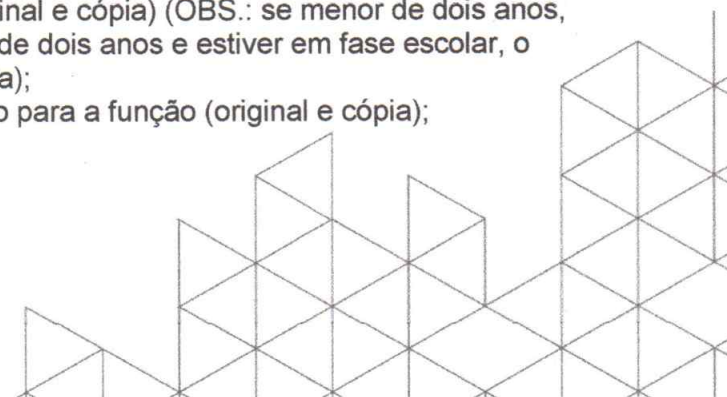 inal e cópia) (OBS.: se menor de dois anos,
de dois anos e estiver em fase escolar, o
a);
o para a função (original e cópia);